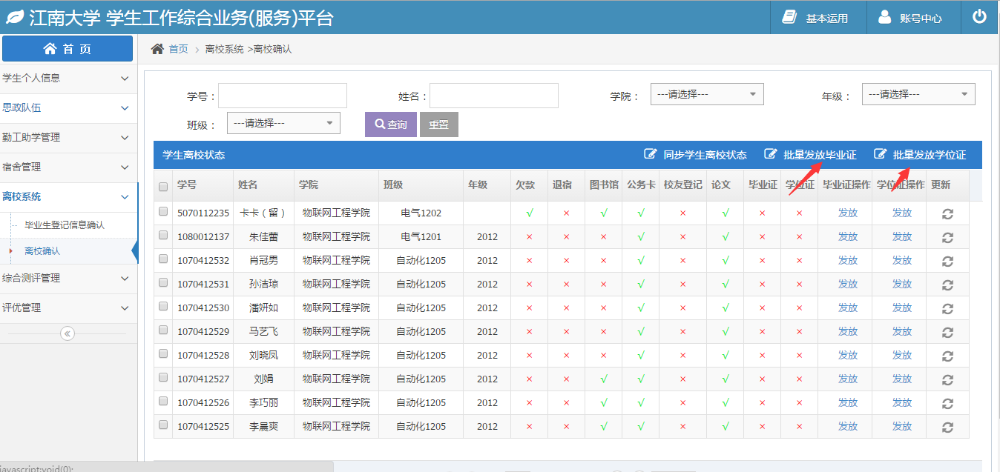 江南大学 学生工作综合业务(服务)平台
基本运用
账号中心
首 页
首页 > 离校系统 >离校确认
学生个人信息
思政队伍
勤工助学管理
宿舍管理
离校系统
毕业生登记信息确认
离校确认
综合测评管理
评优管理
«
学号：
姓名：
学院： ---请选择---
年级： ---请选择---
班级： ---请选择---
查询 重置
学生离校状态 同步学生离校状态 批量发放毕业证 批量发放学位证
学号 姓名 学院 班级 年级 欠款 退宿 图书馆 公务卡 校友登记 论文 毕业证 学位证 毕业证操作 学位证操作 更新
5070112235 卡卡（留） 物联网工程学院 电气1202 √ × √ √ × √ × × 发放 发放
1080012137 朱佳蕾 物联网工程学院 电气1201 2012 × × × √ × √ × × 发放 发放
1070412532 肖冠男 物联网工程学院 自动化1205 2012 × × × √ × √ × × 发放 发放
1070412531 孙洁琼 物联网工程学院 自动化1205 2012 × × × √ × √ × × 发放 发放
1070412530 潘妍如 物联网工程学院 自动化1205 2012 × × × √ × √ × × 发放 发放
1070412529 马艺飞 物联网工程学院 自动化1205 2012 × × × √ × √ × × 发放 发放
1070412528 刘晓凤 物联网工程学院 自动化1205 2012 × × × √ × √ × × 发放 发放
1070412527 刘娟 物联网工程学院 自动化1205 2012 × × √ √ × √ × × 发放 发放
1070412526 李巧丽 物联网工程学院 自动化1205 2012 × × √ √ × √ × × 发放 发放
1070412525 李晨爽 物联网工程学院 自动化1205 2012 × × √ √ × √ × × 发放 发放
javascript:void(0);